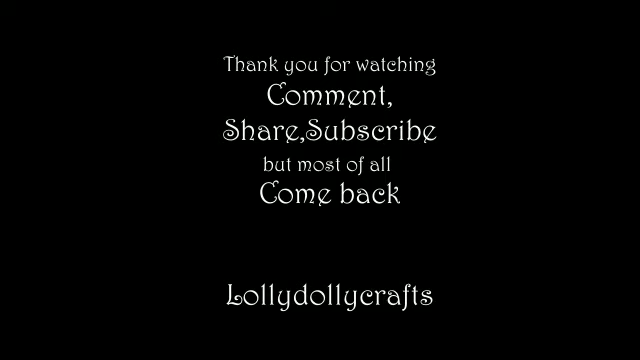 Thank you for watching
Comment,
Share,Subscribe
but most of all
Come back
Lollydollycrafts